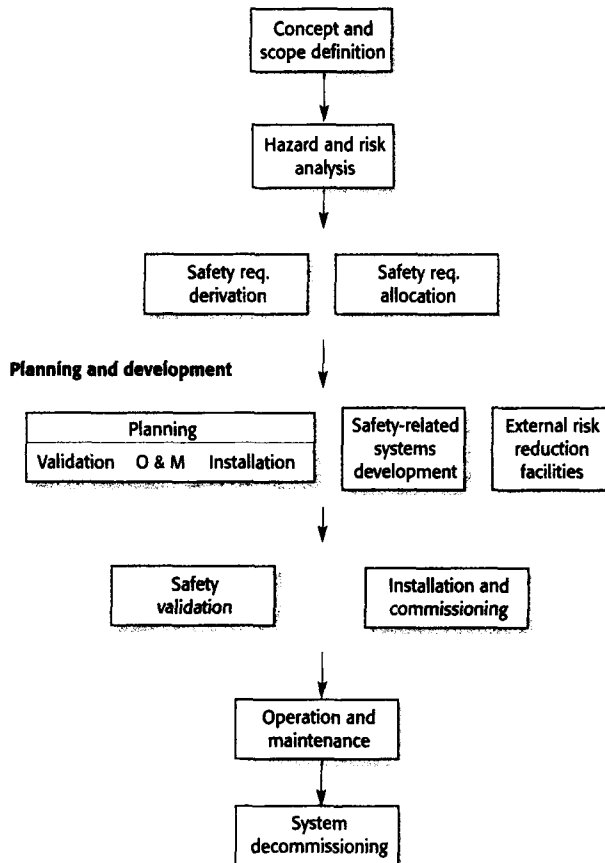 Concept and
scope definition
Hazard and risk
analysis
Safety req.
derivation
Safety req.
allocation
Planning and development
Planning
Validation O & M Installation
Safety-related
systems
development
External risk
reduction
facilities
Safety
validation
Installation and
commissioning
Operation and
maintenance
System
decommissioning